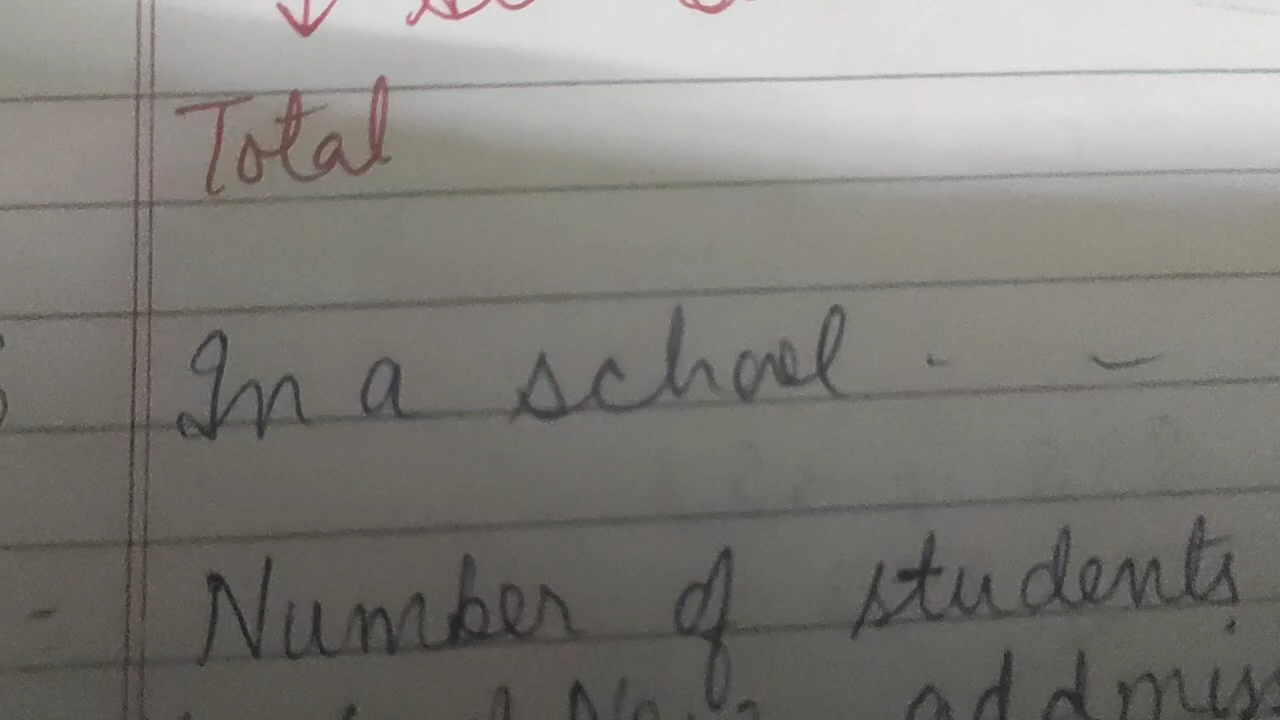 Total
In a school . -
Number of students